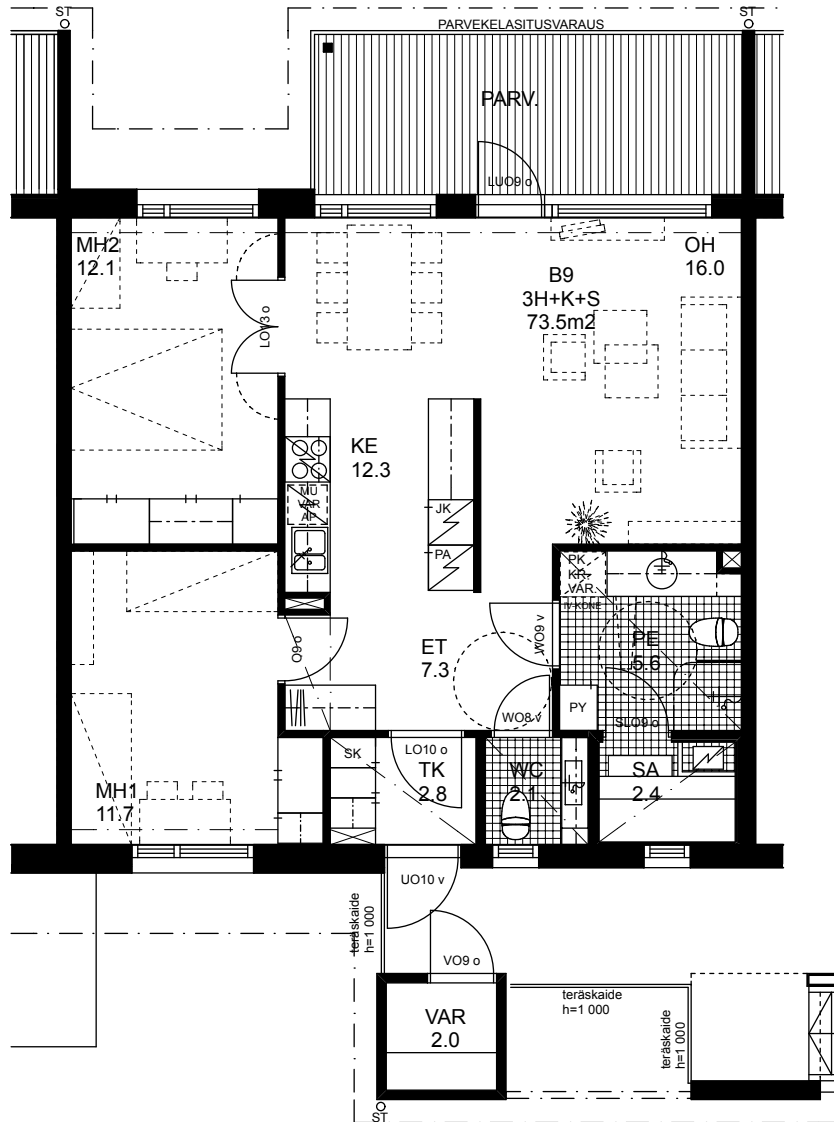 ST
ST
PARVEKELASITUSVARAUS
PARV.
LUO9 o
MH2
12.1
OH
16.0
B9
3H+K+S
73.5m2
LO13 o
KE
12.3
MU
VAR
AP
JK
PA
PK
KR.
VAR.
IV-KONE
O9 o
ET
7.3
WO9 v
PE
5.6
PY
WO8 v
SLO9 o
SK
LO10 o
TK
2.8
WC
2.1
SA
2.4
MH1
11.7
UO10 v
teräskaide
h=1 000
VO9 o
VAR
2.0
teräskaide
h=1 000
teräskaide
h=1 000
ST